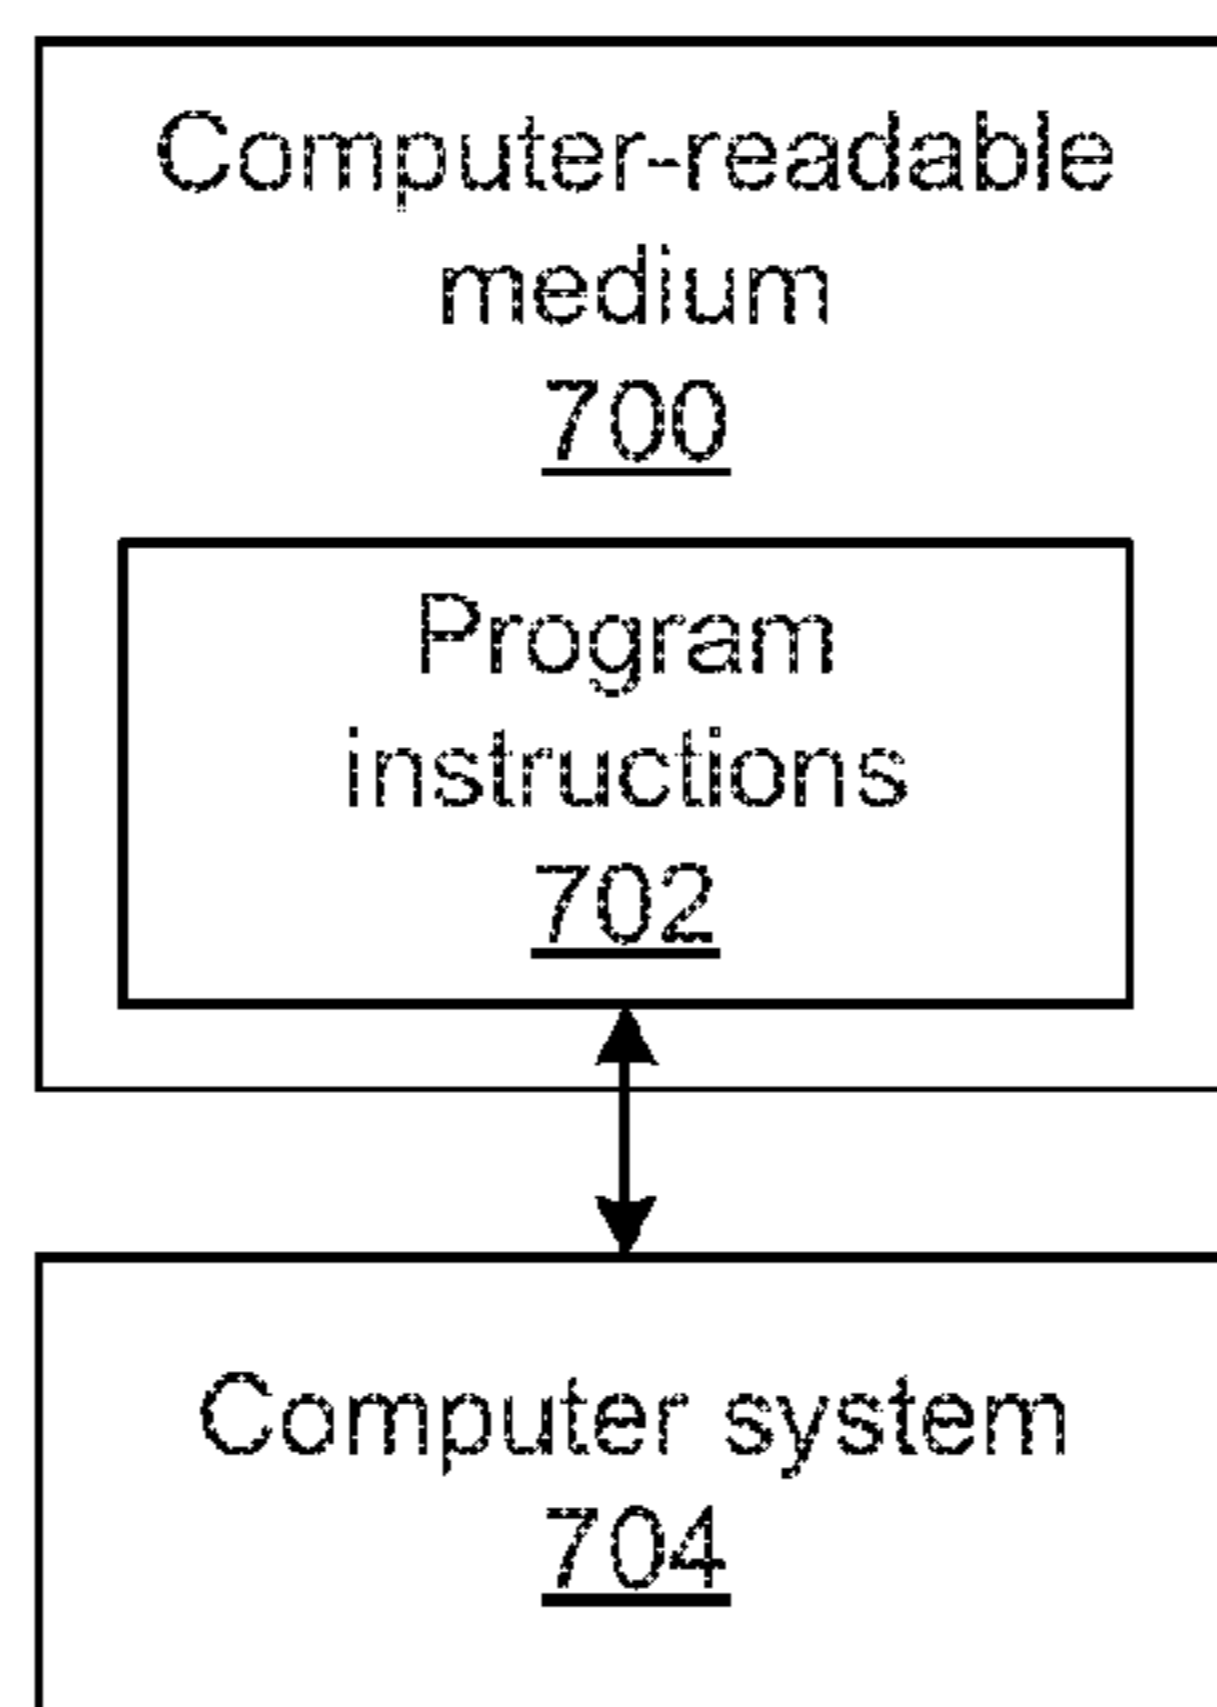 Computer-readable
medium
700
Program
instructions
702
Computer system
704